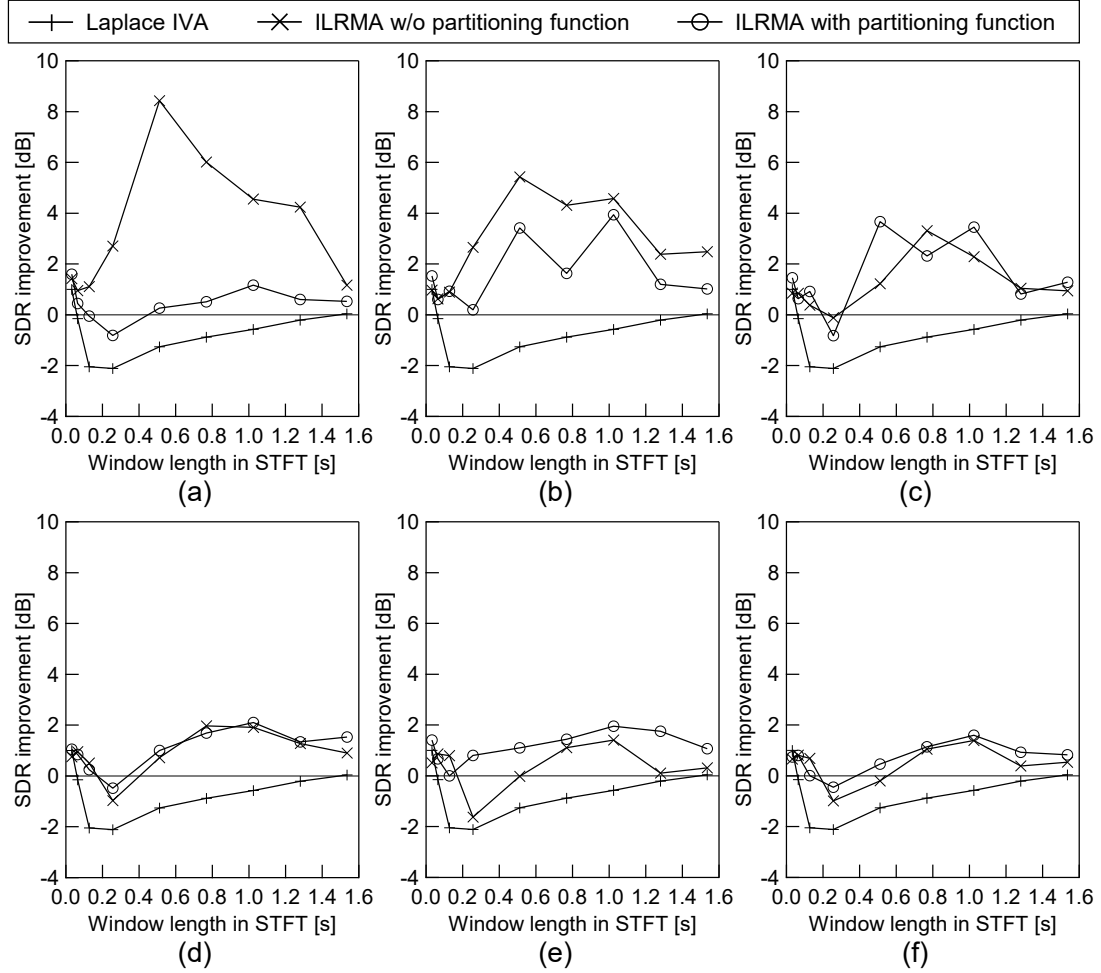 Laplace IVA
ILRMA w/o partitioning function
ILRMA with partitioning function
SDR improvement [dB]
10
8
6
4
2
0
-2
-4
0.0 0.2 0.4 0.6 0.8 1.0 1.2 1.4 1.6
Window length in STFT [s]
(a)
SDR improvement [dB]
10
8
6
4
2
0
-2
-4
0.0 0.2 0.4 0.6 0.8 1.0 1.2 1.4 1.6
Window length in STFT [s]
(b)
SDR improvement [dB]
10
8
6
4
2
0
-2
-4
0.0 0.2 0.4 0.6 0.8 1.0 1.2 1.4 1.6
Window length in STFT [s]
(c)
SDR improvement [dB]
10
8
6
4
2
0
-2
-4
0.0 0.2 0.4 0.6 0.8 1.0 1.2 1.4 1.6
Window length in STFT [s]
(d)
SDR improvement [dB]
10
8
6
4
2
0
-2
-4
0.0 0.2 0.4 0.6 0.8 1.0 1.2 1.4 1.6
Window length in STFT [s]
(e)
SDR improvement [dB]
10
8
6
4
2
0
-2
-4
0.0 0.2 0.4 0.6 0.8 1.0 1.2 1.4 1.6
Window length in STFT [s]
(f)